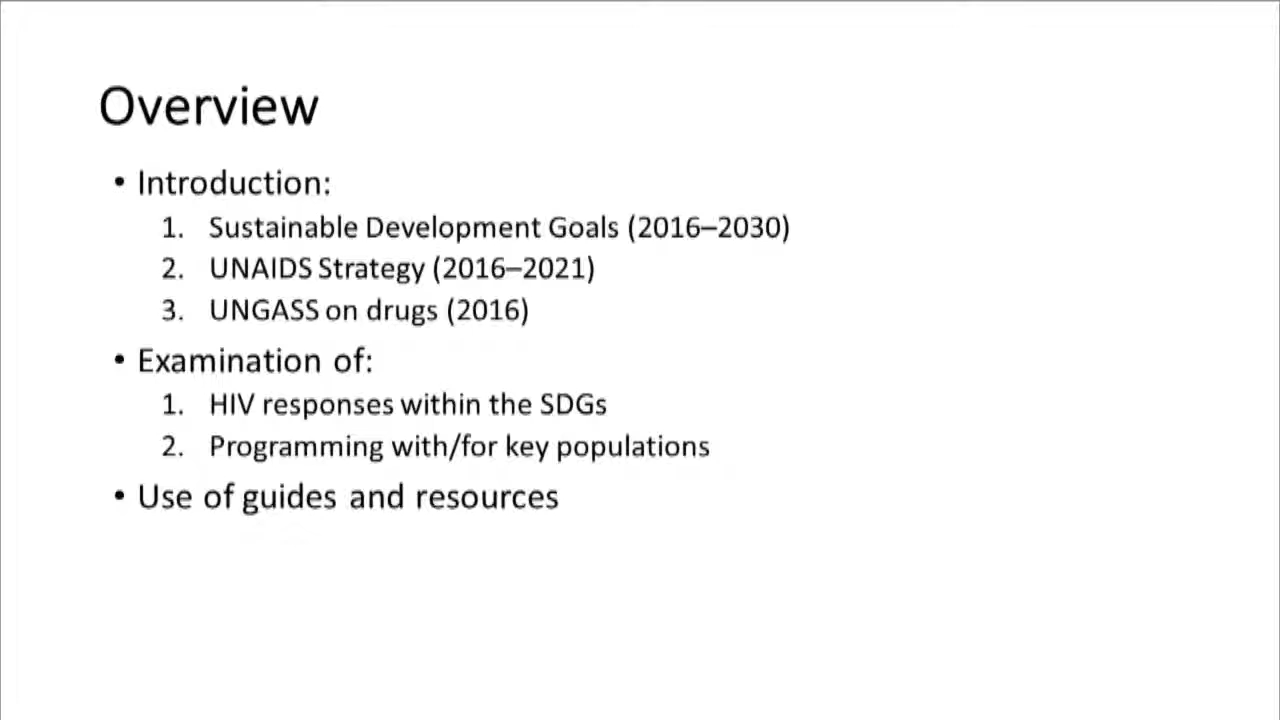 Overview
• Introduction:
1. Sustainable Development Goals (2016–2030)
2. UNAIDS Strategy (2016–2021)
3. UNGASS on drugs (2016)
• Examination of:
1. HIV responses within the SDGs
2. Programming with/for key populations
• Use of guides and resources